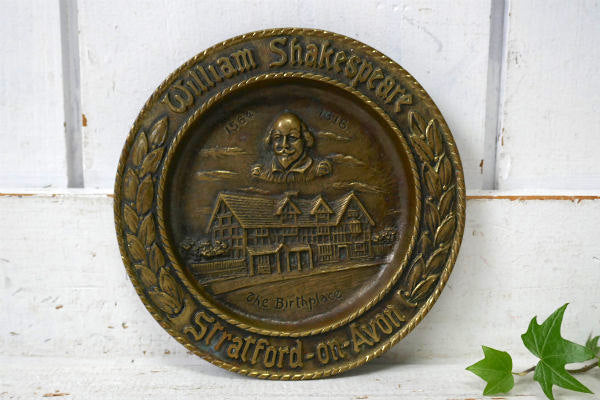 William Shakespeare
1564 1616
The Birthplace
Stratford-on-Avon